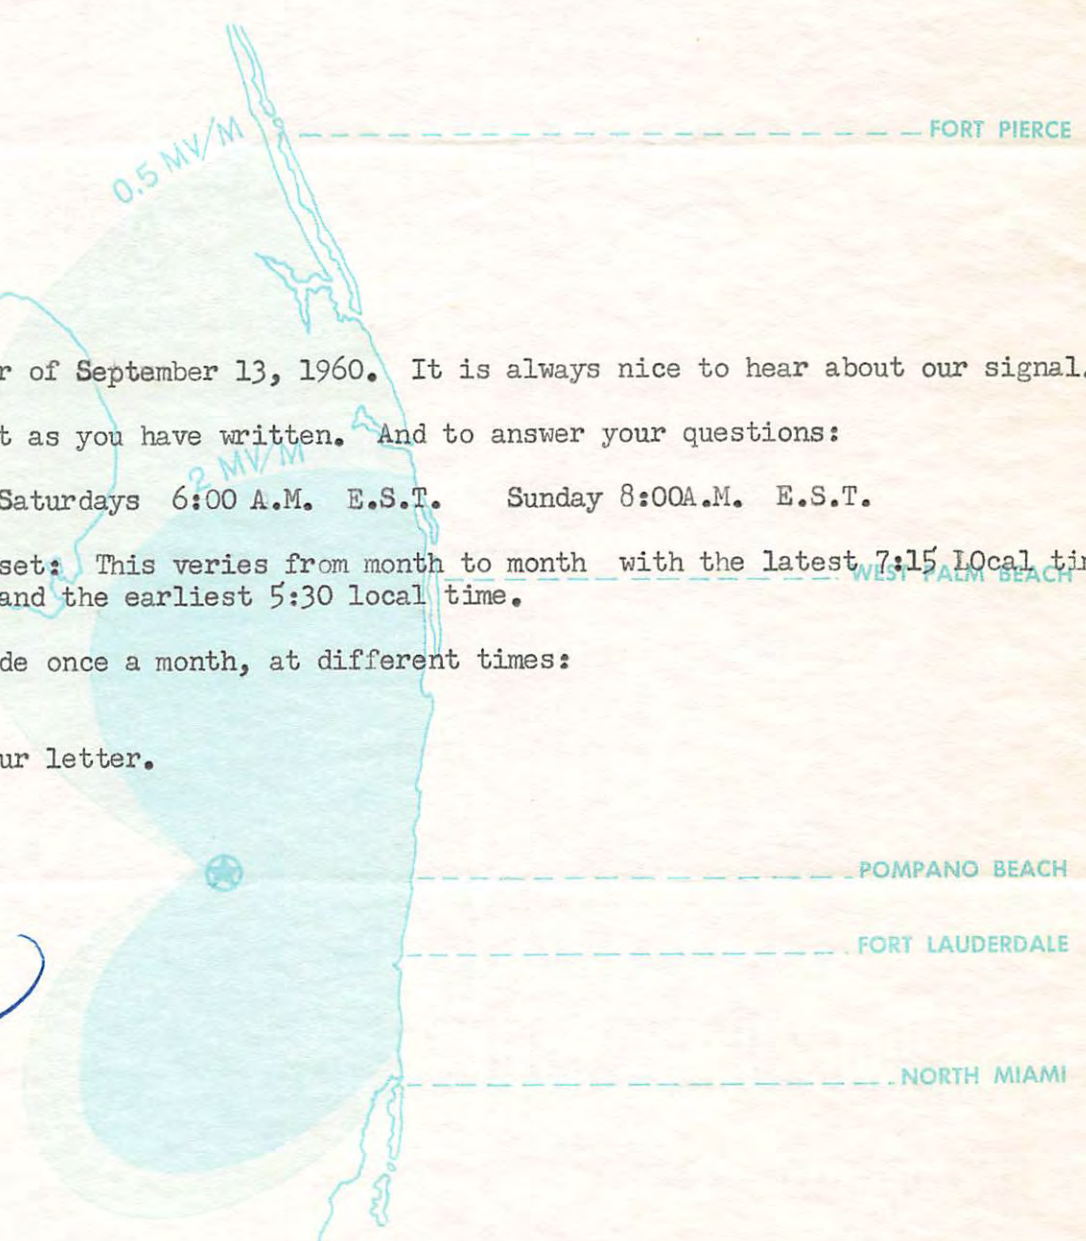 FORT PIERCE
0.5 MV/M
r of September 13, 1960. It is always nice to hear about our signal.
t as you have written. And to answer your questions:
2 MV/M
Saturdays 6:00 A.M. E.S.T. Sunday 8:00A.M. E.S.T.
set: This veries from month to month with the latest 7:15 LOcal tim
WEST PALM BEACH
and the earliest 5:30 local time.
de once a month, at different times:
ur letter.
POMPANO BEACH
FORT LAUDERDALE
NORTH MIAMI